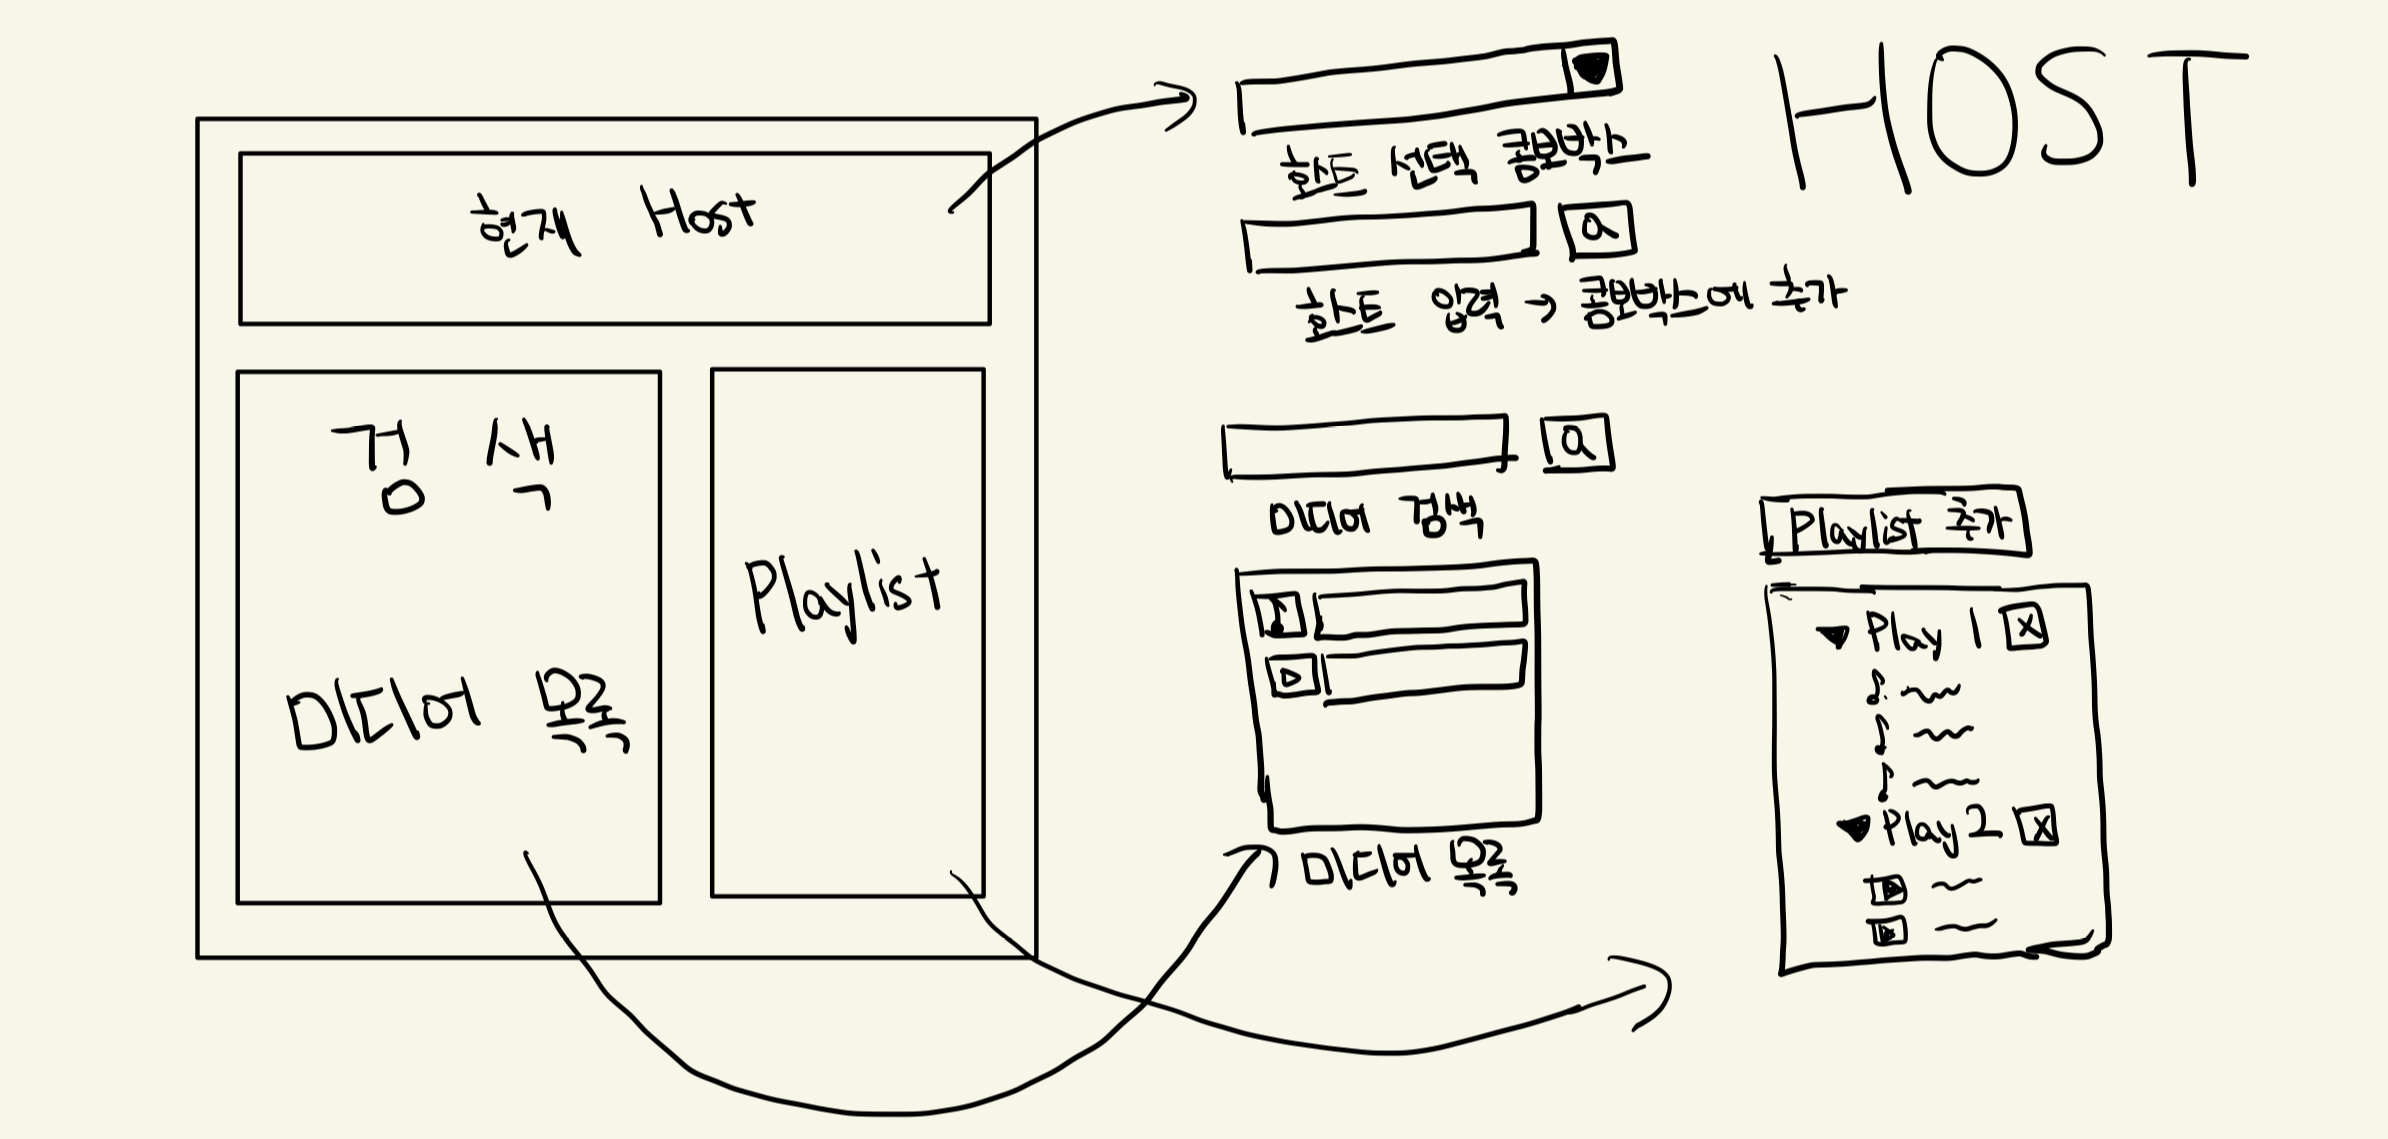 HOST
현재 Host
검색
미디어 목록
Playlist
호스트 선택 콤보박스
호스트 입력 → 콤보박스에 추가
미디어 검색
미디어 목록
Playlist 추가
▼ Play 1 X
♪ ~~
♪ ~~
♪ ~~
▼ Play 2 X
▶ ~~
▶ ~~